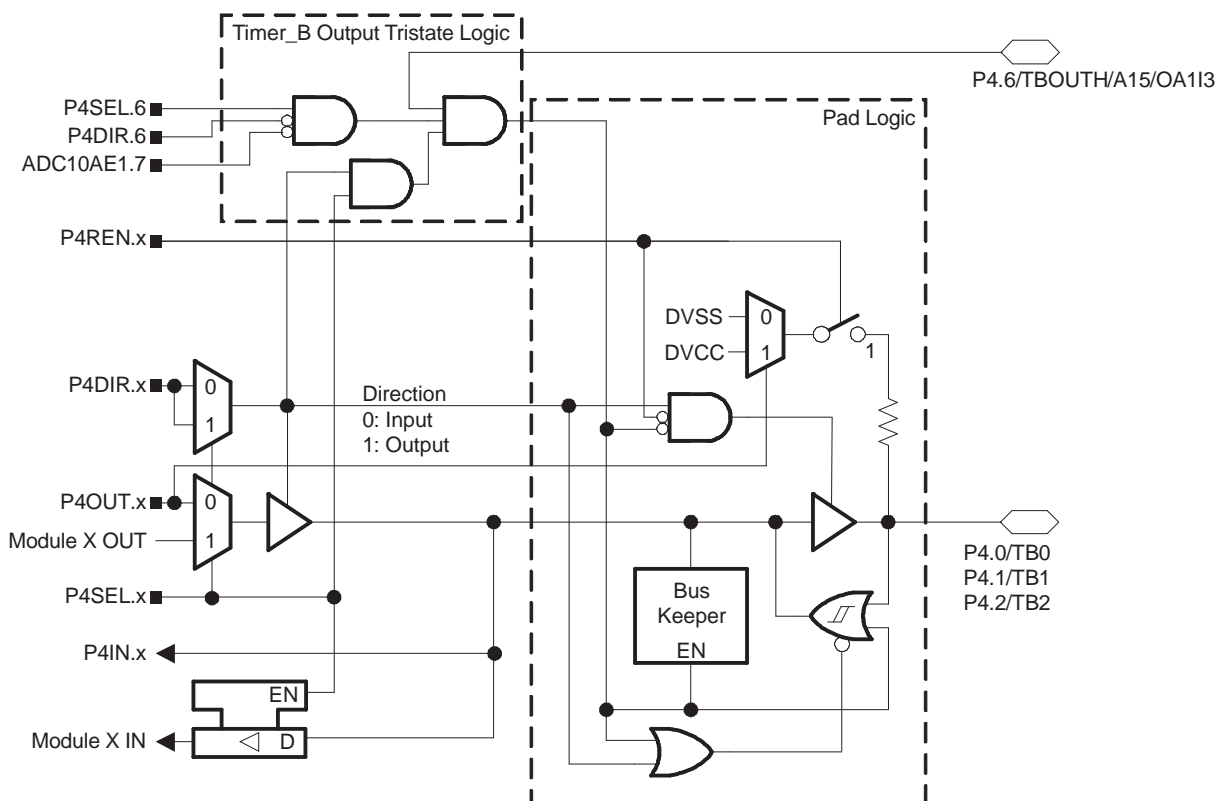 Timer_B Output Tristate Logic
P4.6/TBOUTH/A15/OA1I3
P4SEL.6
P4DIR.6
ADC10AE1.7
Pad Logic
P4REN.x
DVSS
0
DVCC
1
1
P4DIR.x
0
1
Direction
0: Input
1: Output
P4OUT.x
0
Module X OUT
1
P4SEL.x
P4.0/TB0
P4.1/TB1
P4.2/TB2
Bus
Keeper
EN
P4IN.x
EN
Module X IN
D